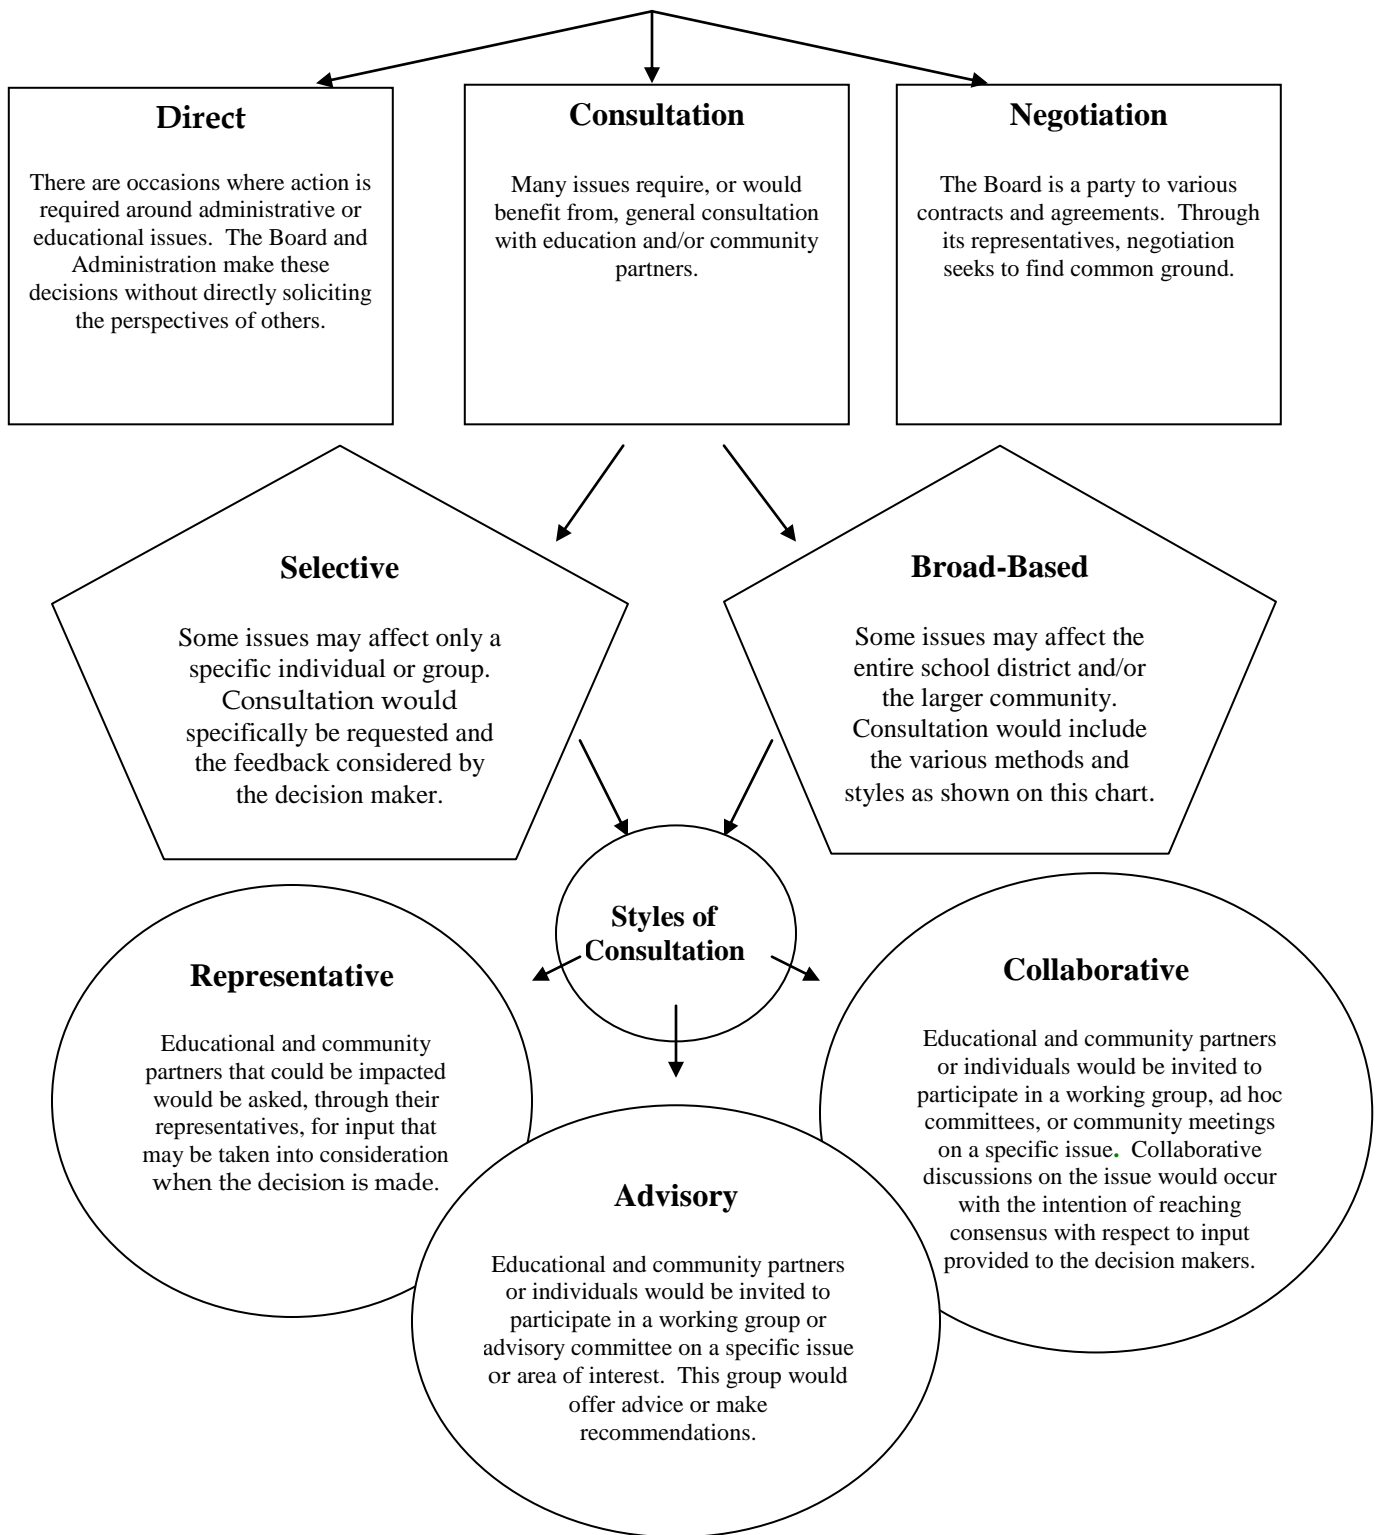 Direct
There are occasions where action is
required around administrative or
educational issues.  The Board and
Administration make these
decisions without directly soliciting
the perspectives of others.
Consultation
Many issues require, or would
benefit from, general consultation
with education and/or community
partners.
Negotiation
The Board is a party to various
contracts and agreements.  Through
its representatives, negotiation
seeks to find common ground.
Selective
Some issues may affect only a
specific individual or group.
Consultation would
specifically be requested and
the feedback considered by
the decision maker.
Broad-Based
Some issues may affect the
entire school district and/or
the larger community.
Consultation would include
the various methods and
styles as shown on this chart.
Styles of
Consultation
Representative
Educational and community
partners that could be impacted
would be asked, through their
representatives, for input that
may be taken into consideration
when the decision is made.
Collaborative
Educational and community partners
or individuals would be invited to
participate in a working group, ad hoc
committees, or community meetings
on a specific issue.  Collaborative
discussions on the issue would occur
with the intention of reaching
consensus with respect to input
provided to the decision makers.
Advisory
Educational and community partners
or individuals would be invited to
participate in a working group or
advisory committee on a specific issue
or area of interest.  This group would
offer advice or make
recommendations.